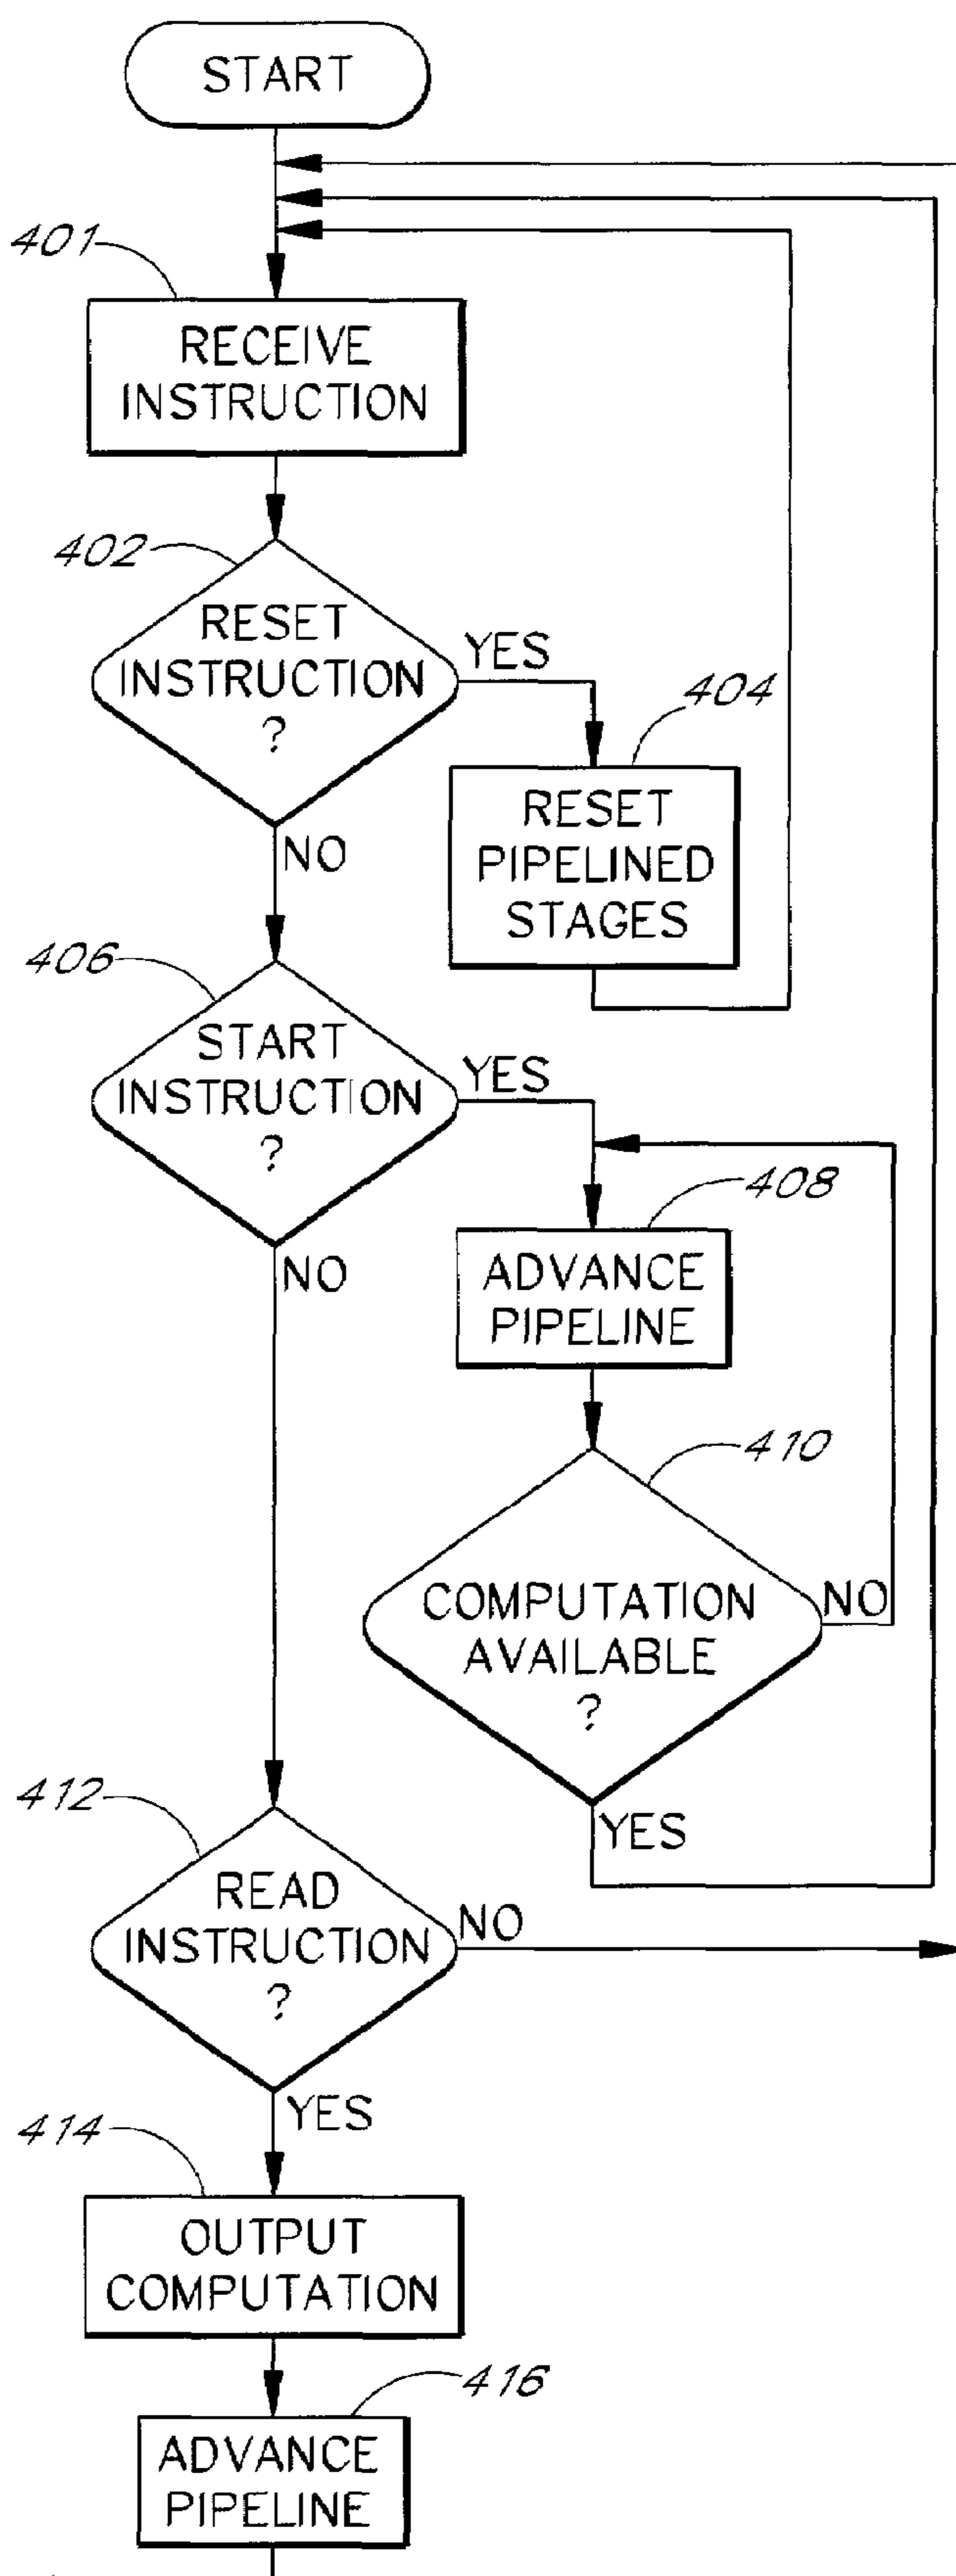 START
401
RECEIVE
INSTRUCTION
402
RESET
INSTRUCTION
?
YES
404
RESET
PIPELINED
STAGES
NO
406
START
INSTRUCTION
?
YES
408
ADVANCE
PIPELINE
NO
410
COMPUTATION
AVAILABLE
?
NO
YES
412
READ
INSTRUCTION
?
NO
YES
414
OUTPUT
COMPUTATION
416
ADVANCE
PIPELINE